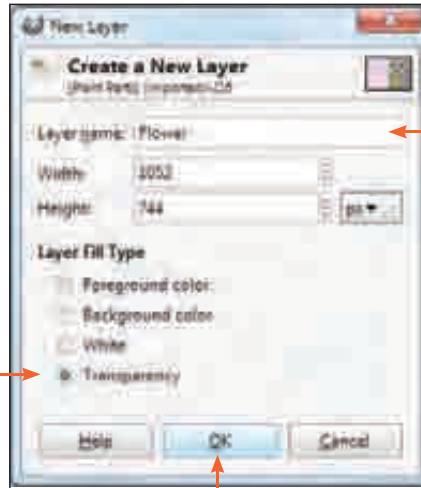 New Layer
Create a New Layer
Layer name: Flower
Width: 1052
Height: 744 px
Layer Fill Type
Foreground color
Background color
White
Transparency
Help OK Cancel